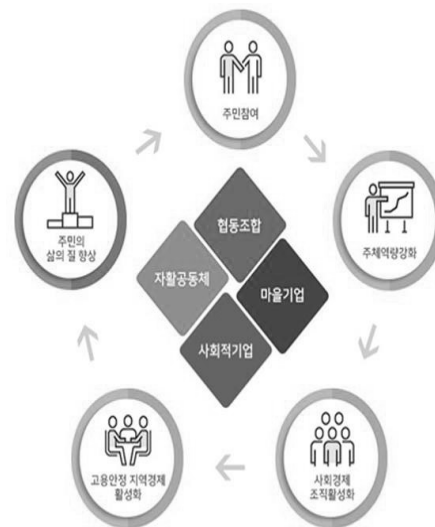 주민참여
주체역량강화
사회경제
조직활성화
고용안정 지역경제
활성화
주민의
삶의 질 향상
협동조합
자활공동체
마을기업
사회적기업